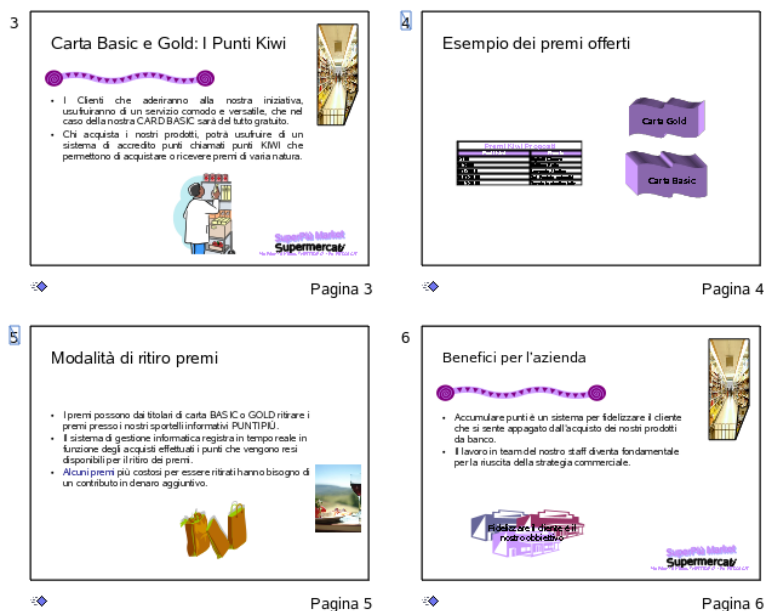 3
Carta Basic e Gold: I Punti Kiwi
• I Clienti che aderiranno alla nostra iniziativa,
usufruiranno di un servizio comodo e versatile, che nel
caso della nostra CARD BASIC sarà del tutto gratuito.
• Chi acquista i nostri prodotti, potrà usufruire di un
sistema di accredito punti chiamati punti KIWI che
permettono di acquistare o ricevere premi di varia natura.
SuperPiù Market
Supermercati
Pagina 3
4
Esempio dei premi offerti
Premi Kiwi Proposti
Carta Gold
Carta Basic
Pagina 4
5
Modalità di ritiro premi
• I premi possono dai titolari di carta BASIC o GOLD ritirare i
premi presso i nostri sportelli informativi PUNTIPIÙ.
• Il sistema di gestione informatica registra in tempo reale in
funzione degli acquisti effettuati i punti che vengono resi
disponibili per il ritiro dei premi.
• Alcuni premi più costosi per essere ritirati hanno bisogno di
un contributo in denaro aggiuntivo.
Pagina 5
6
Benefici per l'azienda
• Accumulare punti è un sistema per fidelizzare il cliente
che si sente appagato dall'acquisto dei nostri prodotti
da banco.
• Il lavoro in team del nostro staff diventa fondamentale
per la riuscita della strategia commerciale.
Fidelizzare il cliente è il
nostro obbiettivo
SuperPiù Market
Supermercati
Pagina 6